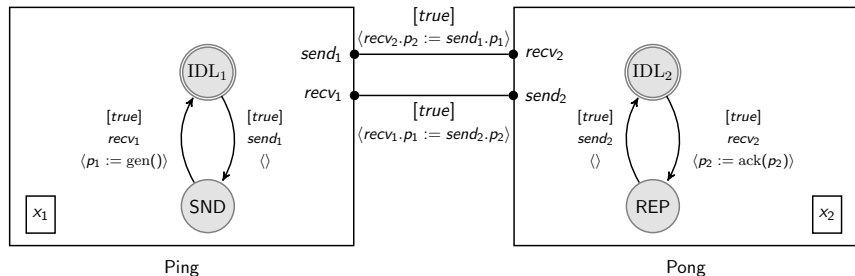 [true]
⟨recv₂.p₂ := send₁.p₁⟩
send₁
recv₂
IDL₁
IDL₂
recv₁
send₂
[true]
⟨recv₁.p₁ := send₂.p₂⟩
[true]
recv₁
⟨p₁ := gen()⟩
[true]
send₁
⟨⟩
[true]
send₂
⟨⟩
[true]
recv₂
⟨p₂ := ack(p₂)⟩
x₁
SND
REP
x₂
Ping
Pong